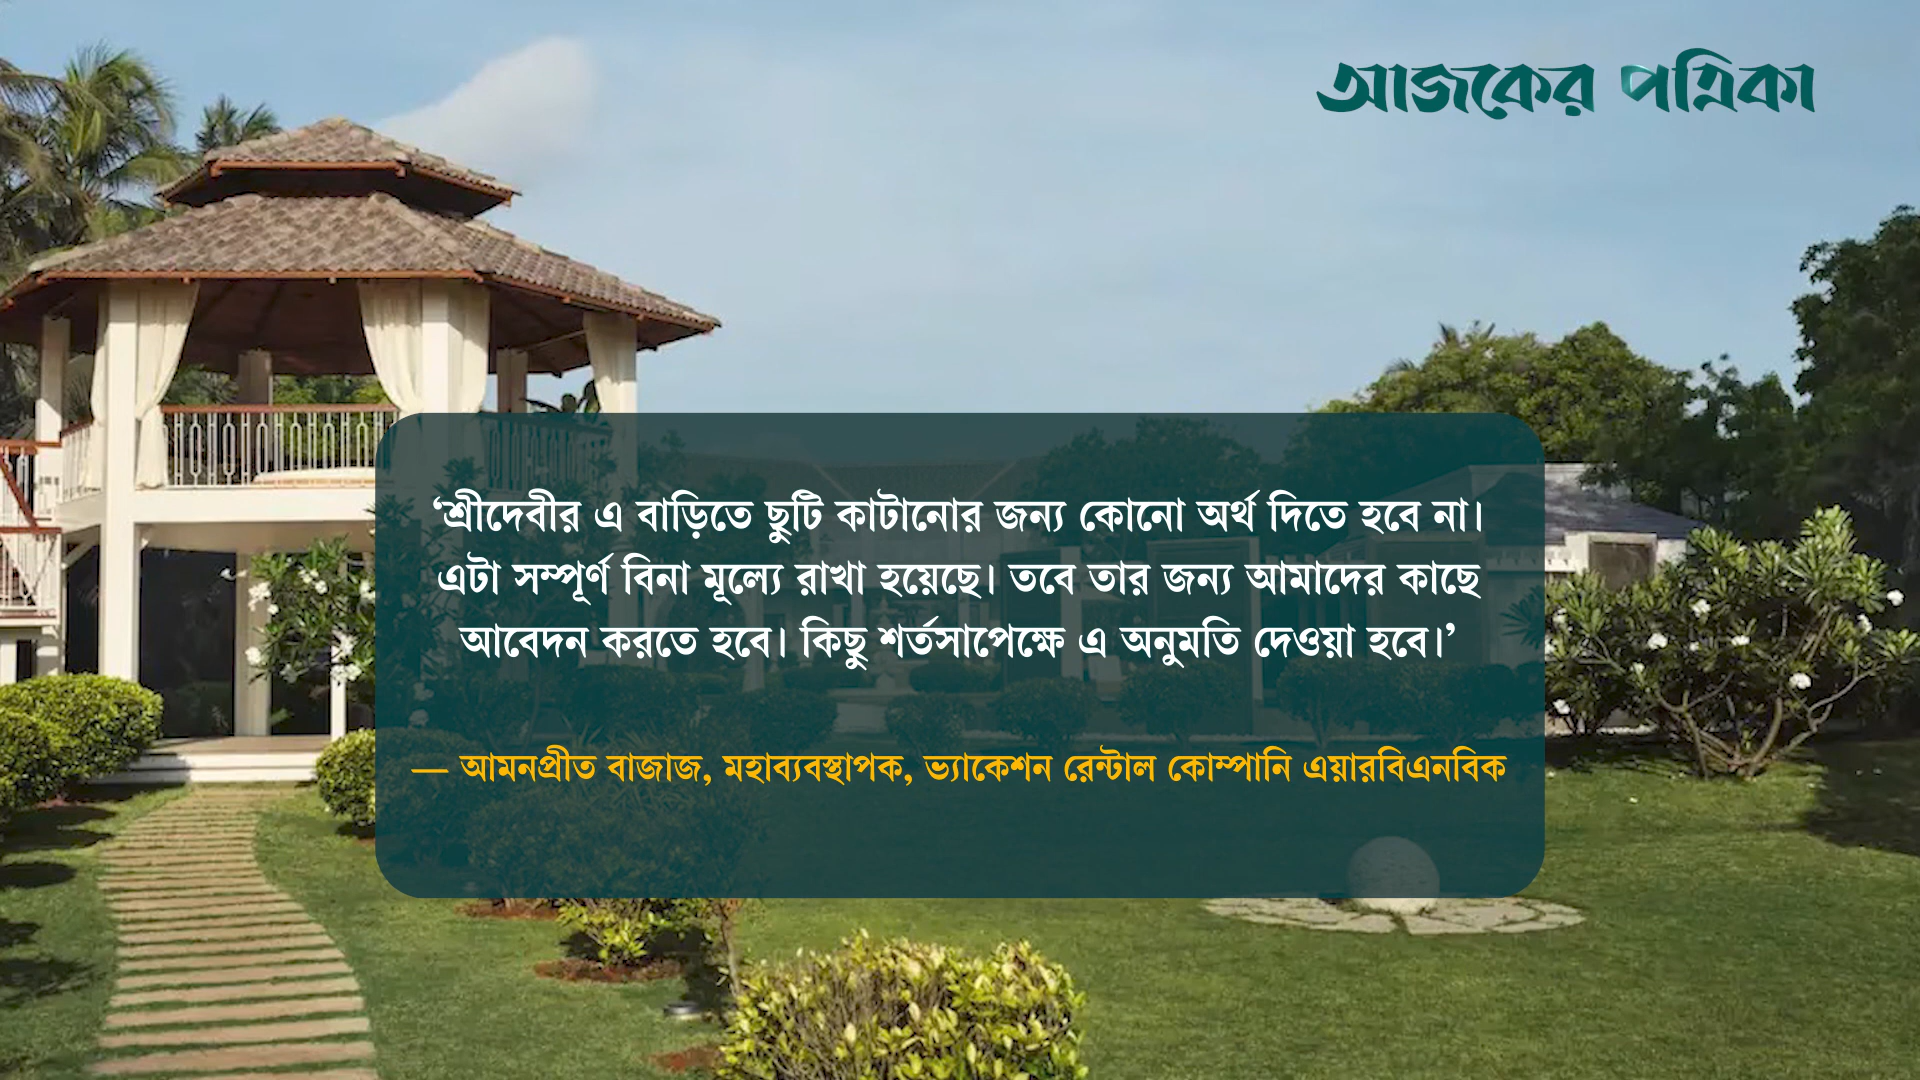 আজকের পত্রিকা
‘শ্রীদেবীর এ বাড়িতে ছুটি কাটানোর জন্য কোনো অর্থ দিতে হবে না।
এটা সম্পূর্ণ বিনা মূল্যে রাখা হয়েছে। তবে তার জন্য আমাদের কাছে
আবেদন করতে হবে। কিছু শর্তসাপেক্ষে এ অনুমতি দেওয়া হবে।’
— আমনপ্রীত বাজাজ, মহাব্যবস্থাপক, ভ্যাকেশন রেন্টাল কোম্পানি এয়ারবিএনবিক